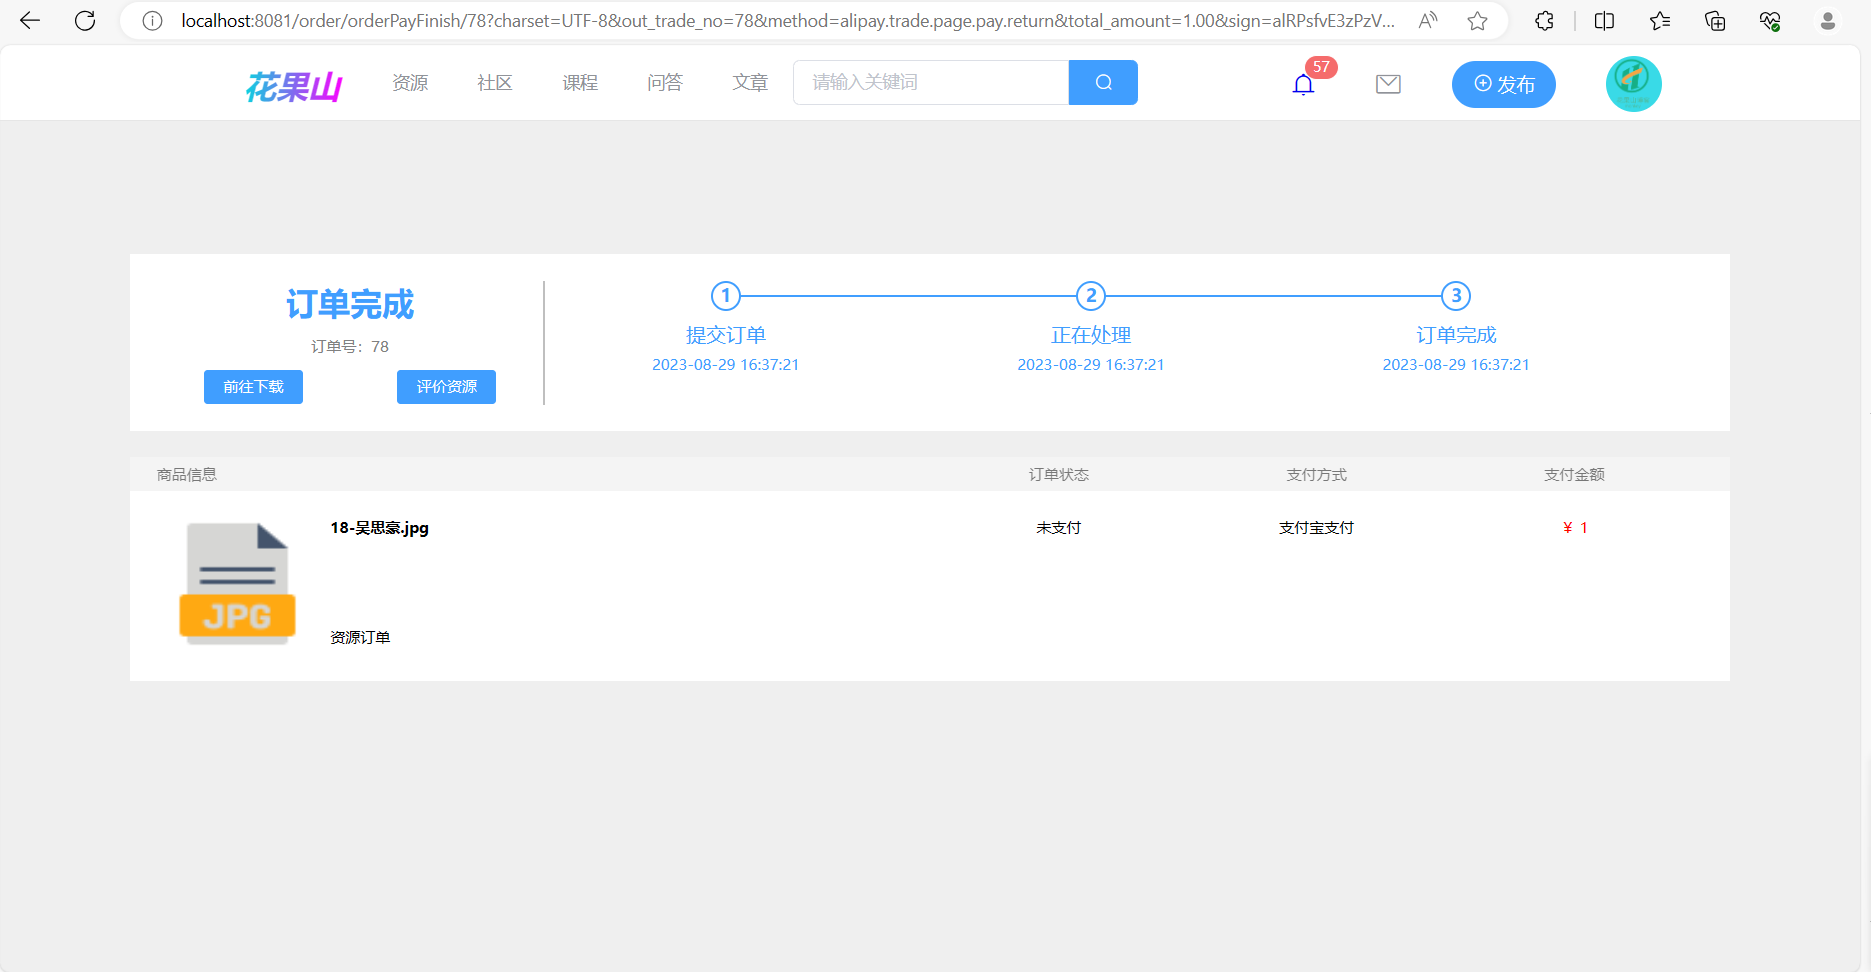 localhost:8081/order/orderPayFinish/78?charset=UTF-8&out_trade_no=78&method=alipay.trade.page.pay.return&total_amount=1.00&sign=alRPsfvE3zPzV...
花果山 资源 社区 课程 问答 文章 请输入关键词 57 发布
订单完成
订单号：78
前往下载 评价资源
1 2 3
提交订单 正在处理 订单完成
2023-08-29 16:37:21 2023-08-29 16:37:21 2023-08-29 16:37:21
商品信息 订单状态 支付方式 支付金额
18-吴思豪.jpg 未支付 支付宝支付 ¥ 1
JPG
资源订单